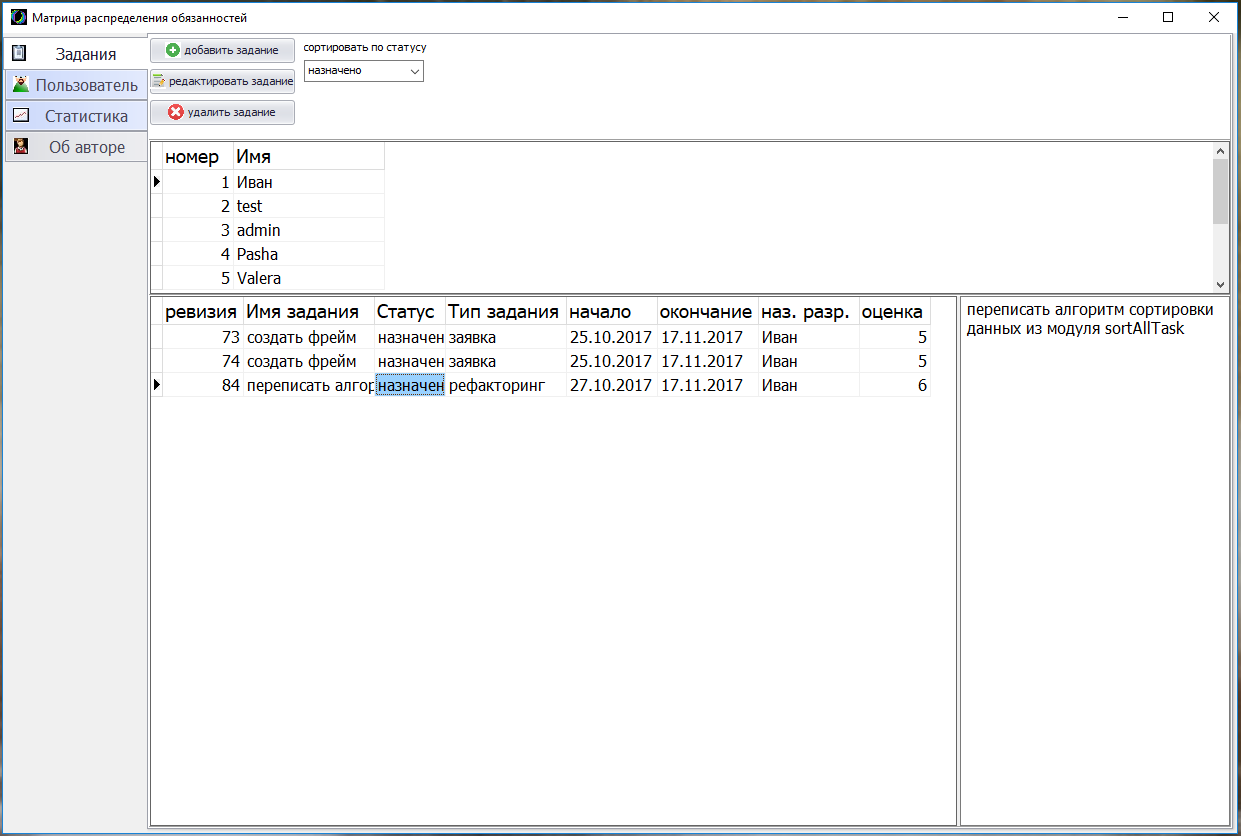 Матрица распределения обязанностей
Задания
Пользователь
Статистика
Об авторе
добавить задание
редактировать задание
удалить задание
сортировать по статусу
назначено
номер Имя
1 Иван
2 test
3 admin
4 Pasha
5 Valera
ревизия Имя задания Статус Тип задания начало окончание наз. разр. оценка
73 создать фрейм назначен заявка 25.10.2017 17.11.2017 Иван 5
74 создать фрейм назначен заявка 25.10.2017 17.11.2017 Иван 5
84 переписать алгор назначен рефакторинг 27.10.2017 17.11.2017 Иван 6
переписать алгоритм сортировки
данных из модуля sortAllTask